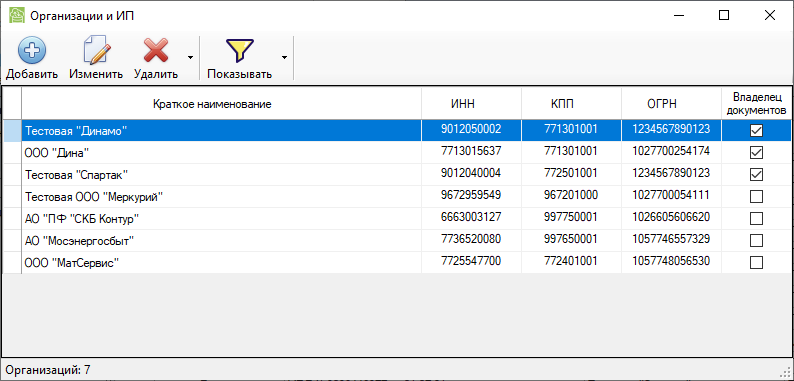 Организации и ИП
Добавить Изменить Удалить Показывать
Краткое наименование ИНН КПП ОГРН Владелец документов
Тестовая "Динамо" 9012050002 771301001 1234567890123
ООО "Дина" 7713015637 771301001 1027700254174
Тестовая "Спартак" 9012040004 772501001 1234567890123
Тестовая ООО "Меркурий" 9672959549 967201000 1027700054111
АО "ПФ "СКБ Контур" 6663003127 997750001 1026605606620
АО "Мосэнергосбыт" 7736520080 997650001 1057746557329
ООО "МатСервис" 7725547700 772401001 1057748056530
Организаций: 7